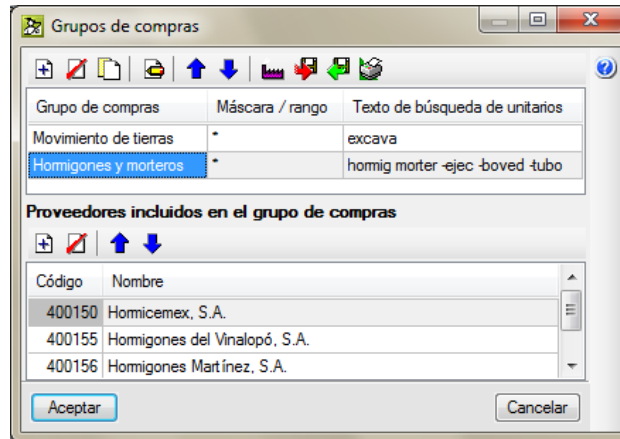 Grupos de compras
Grupo de compras Máscara / rango Texto de búsqueda de unitarios
Movimiento de tierras * excava
Hormigones y morteros * hormig morter -ejec -boved -tubo
Proveedores incluidos en el grupo de compras
Código Nombre
400150 Hormicemex, S.A.
400155 Hormigones del Vinalopó, S.A.
400156 Hormigones Martínez, S.A.
Aceptar Cancelar